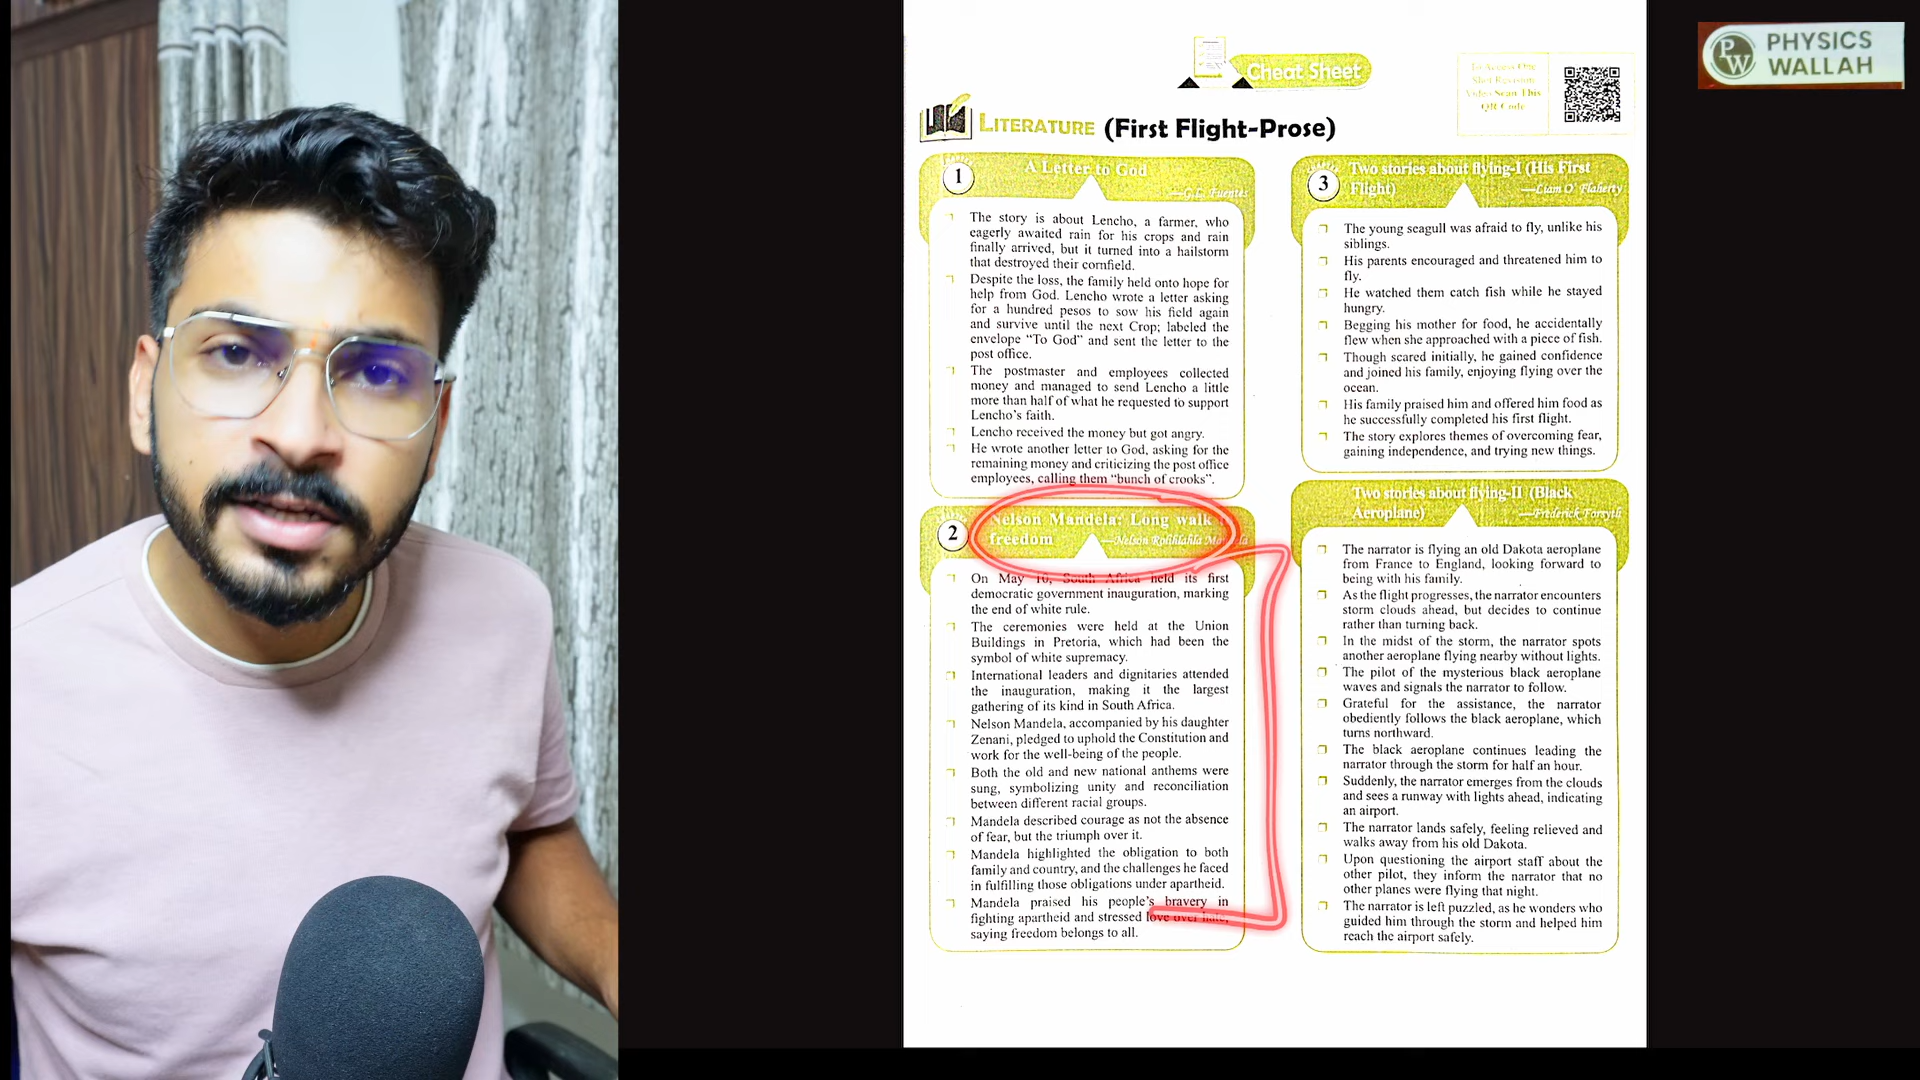 Cheat Sheet
To Access One
Shot Revision
Video Scan This
QR Code
PW
PHYSICS
WALLAH
LITERATURE (First Flight-Prose)
1
A Letter to God
—G.L. Fuentes
The story is about Lencho, a farmer, who
eagerly awaited rain for his crops and rain
finally arrived, but it turned into a hailstorm
that destroyed their cornfield.
Despite the loss, the family held onto hope for
help from God. Lencho wrote a letter asking
for a hundred pesos to sow his field again
and survive until the next Crop; labeled the
envelope “To God” and sent the letter to the
post office.
The postmaster and employees collected
money and managed to send Lencho a little
more than half of what he requested to support
Lencho’s faith.
Lencho received the money but got angry.
He wrote another letter to God, asking for the
remaining money and criticizing the post office
employees, calling them “bunch of crooks”.
2
Nelson Mandela: Long walk
freedom
—Nelson Rolihlahla
On May 10, South Africa held its first
democratic government inauguration, marking
the end of white rule.
The ceremonies were held at the Union
Buildings in Pretoria, which had been the
symbol of white supremacy.
International leaders and dignitaries attended
the inauguration, making it the largest
gathering of its kind in South Africa.
Nelson Mandela, accompanied by his daughter
Zenani, pledged to uphold the Constitution and
work for the well-being of the people.
Both the old and new national anthems were
sung, symbolizing unity and reconciliation
between different racial groups.
Mandela described courage as not the absence
of fear, but the triumph over it.
Mandela highlighted the obligation to both
family and country, and the challenges he faced
in fulfilling those obligations under apartheid.
Mandela praised his people’s bravery in
fighting apartheid and stressed love over hate,
saying freedom belongs to all.
3
Two stories about flying-I (His First
Flight)
—Liam O’ Flaherty
The young seagull was afraid to fly, unlike his
siblings.
His parents encouraged and threatened him to
fly.
He watched them catch fish while he stayed
hungry.
Begging his mother for food, he accidentally
flew when she approached with a piece of fish.
Though scared initially, he gained confidence
and joined his family, enjoying flying over the
ocean.
His family praised him and offered him food as
he successfully completed his first flight.
The story explores themes of overcoming fear,
gaining independence, and trying new things.
Two stories about flying-II (Black
Aeroplane)
—Frederick Forsyth
The narrator is flying an old Dakota aeroplane
from France to England, looking forward to
being with his family.
As the flight progresses, the narrator encounters
storm clouds ahead, but decides to continue
rather than turning back.
In the midst of the storm, the narrator spots
another aeroplane flying nearby without lights.
The pilot of the mysterious black aeroplane
waves and signals the narrator to follow.
Grateful for the assistance, the narrator
obediently follows the black aeroplane, which
turns northward.
The black aeroplane continues leading the
narrator through the storm for half an hour.
Suddenly, the narrator emerges from the clouds
and sees a runway with lights ahead, indicating
an airport.
The narrator lands safely, feeling relieved and
walks away from his old Dakota.
Upon questioning the airport staff about the
other pilot, they inform the narrator that no
other planes were flying that night.
The narrator is left puzzled, as he wonders who
guided him through the storm and helped him
reach the airport safely.